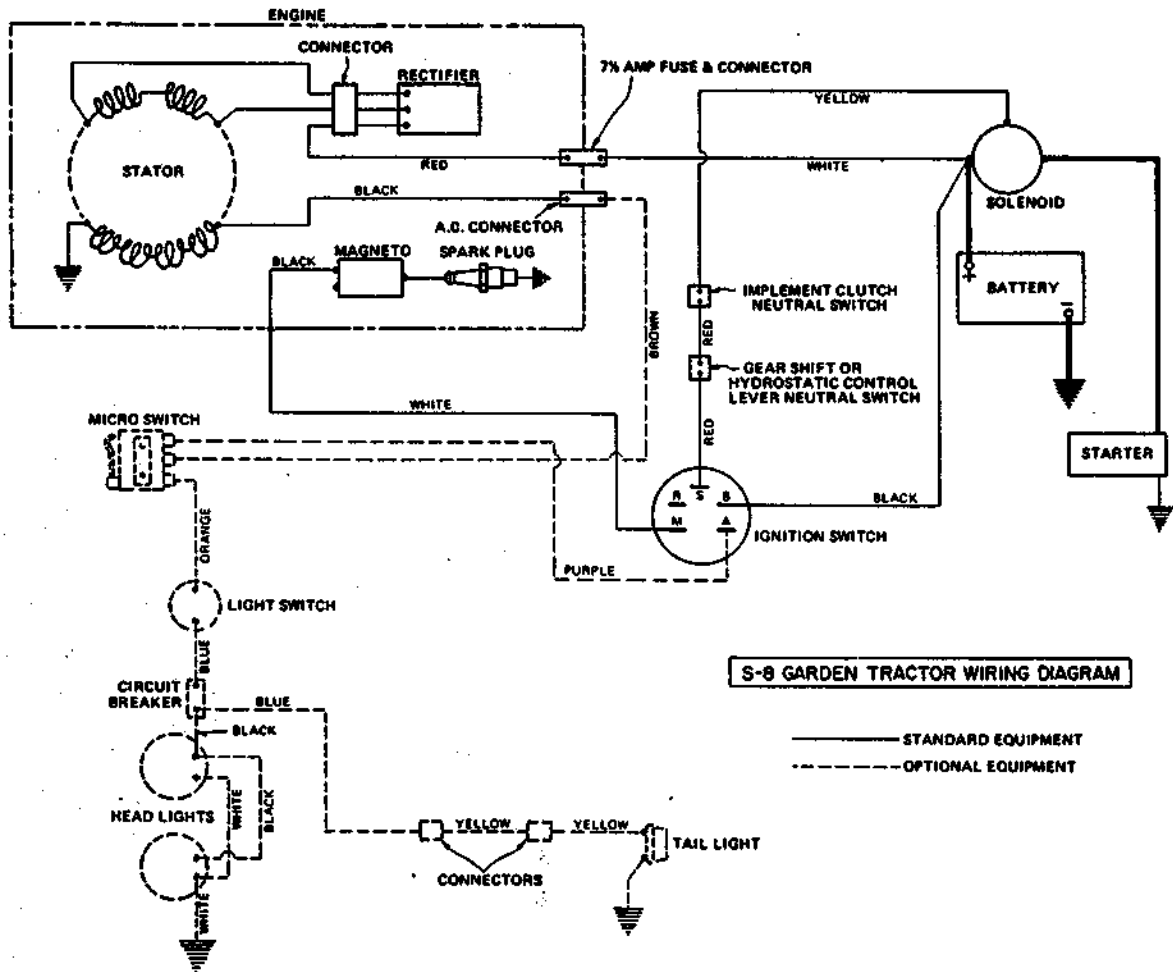 ENGINE
CONNECTOR
RECTIFIER
7½ AMP FUSE & CONNECTOR
YELLOW
STATOR
RED
WHITE
SOLENOID
BLACK
A.C. CONNECTOR
BLACK
MAGNETO
SPARK PLUG
+
BATTERY
-
IMPLEMENT CLUTCH
NEUTRAL SWITCH
BROWN
RED
GEAR SHIFT OR
HYDROSTATIC CONTROL
LEVER NEUTRAL SWITCH
WHITE
RED
MICRO SWITCH
STARTER
R S B
M A
BLACK
IGNITION SWITCH
ORANGE
PURPLE
LIGHT SWITCH
BLUE
CIRCUIT
BREAKER
BLUE
BLACK
S-8 GARDEN TRACTOR WIRING DIAGRAM
STANDARD EQUIPMENT
OPTIONAL EQUIPMENT
HEAD LIGHTS
WHITE
BLACK
YELLOW
YELLOW
TAIL LIGHT
CONNECTORS
WHITE